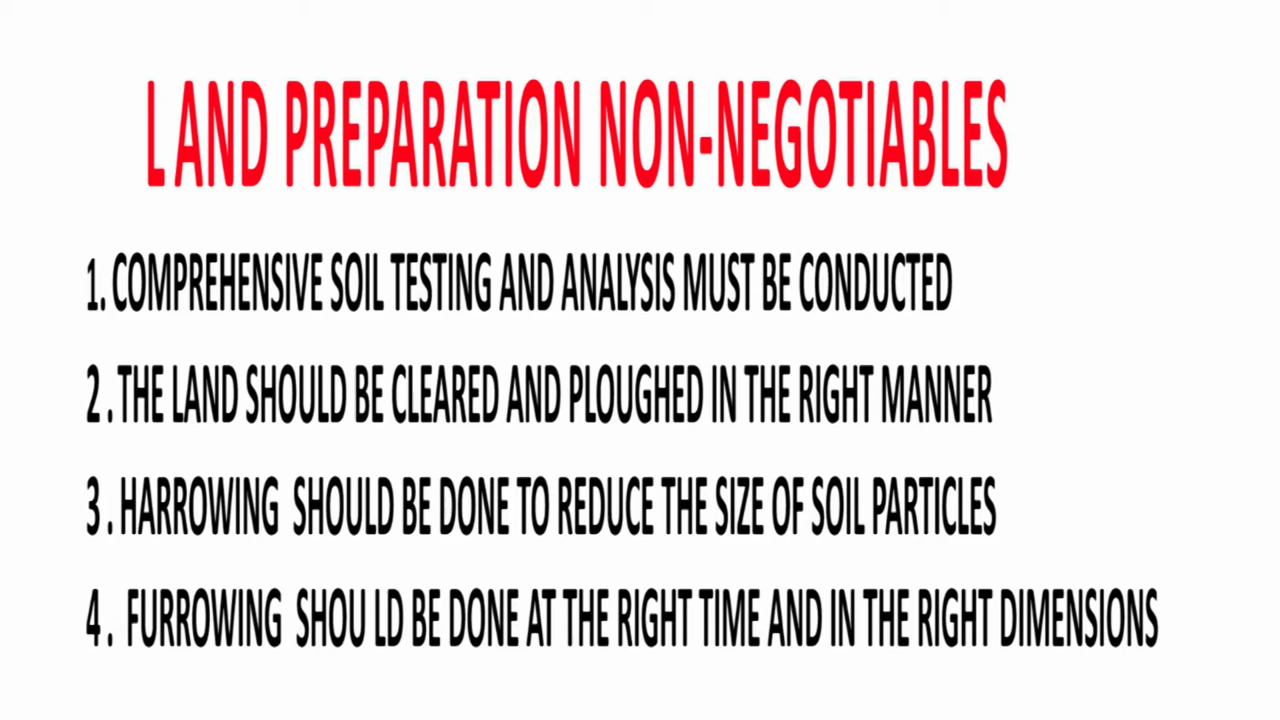 L AND PREPARATION NON-NEGOTIABLES
1. COMPREHENSIVE SOIL TESTING AND ANALYSIS MUST BE CONDUCTED
2 . THE LAND SHOULD BE CLEARED AND PLOUGHED IN THE RIGHT MANNER
3 . HARROWING SHOULD BE DONE TO REDUCE THE SIZE OF SOIL PARTICLES
4 . FURROWING SHOU LD BE DONE AT THE RIGHT TIME AND IN THE RIGHT DIMENSIONS